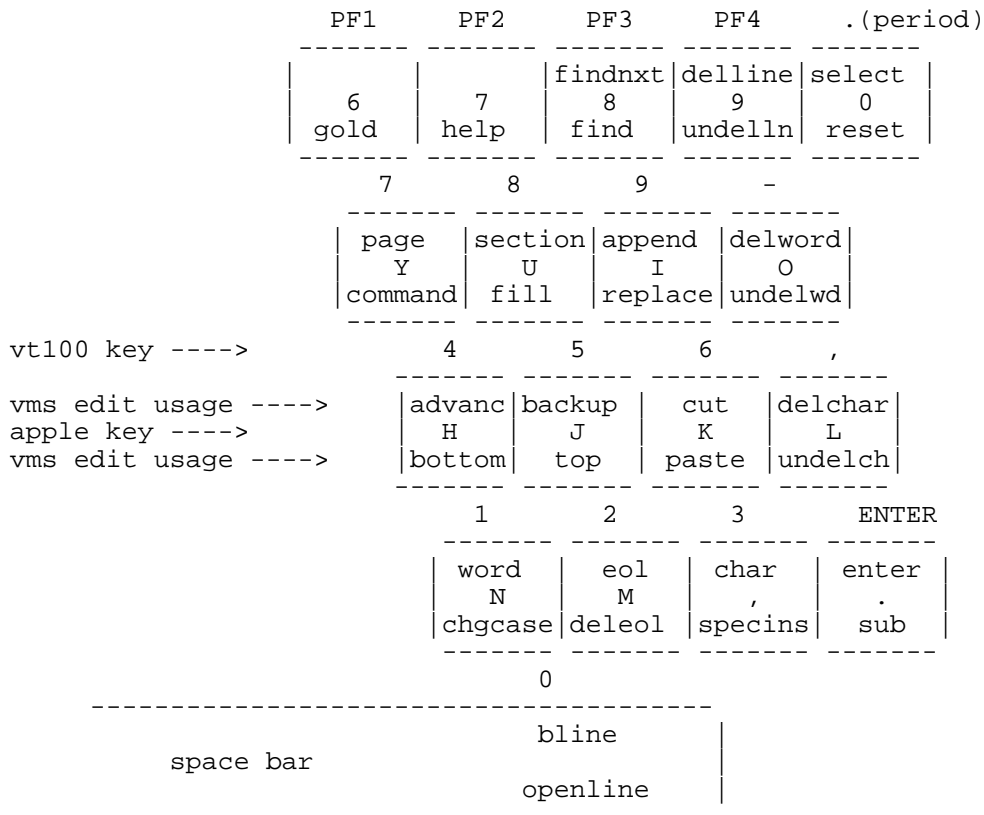 PF1 PF2 PF3 PF4 .(period)
------- ------- ------- ------- -------
| | |findnxt|delline|select |
| 6 | 7 | 8 | 9 | 0 |
| gold | help | find |undelln| reset |
------- ------- ------- ------- -------
7 8 9 -
------- ------- ------- -------
| page |section|append |delword|
| Y | U | I | O |
|command| fill |replace|undelwd|
------- ------- ------- -------
vt100 key ----> 4 5 6 ,
------- ------- ------- -------
vms edit usage ----> |advanc|backup | cut |delchar|
apple key ----> | H | J | K | L |
vms edit usage ----> |bottom| top | paste |undelch|
------- ------- ------- -------
1 2 3 ENTER
------- ------- ------- -------
| word | eol | char | enter |
| N | M | , | . |
|chgcase|deleol |specins| sub |
------- ------- ------- -------
0
---------------------------------------
bline |
space bar |
openline |